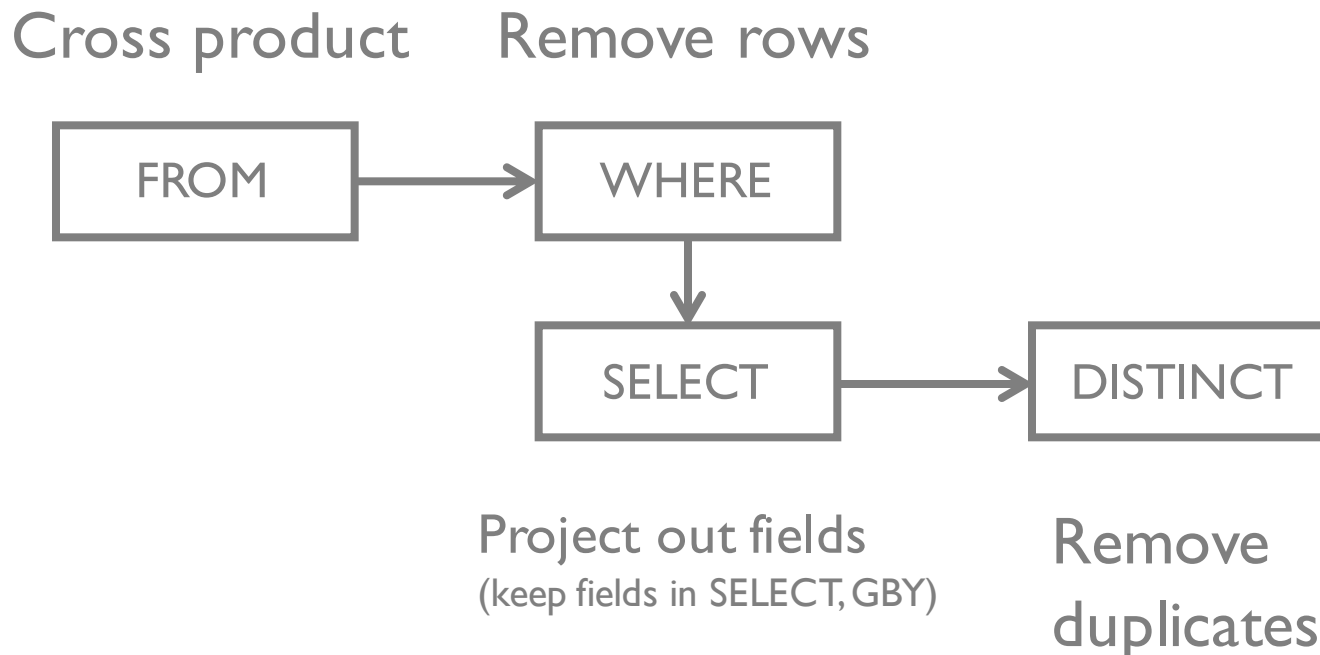 Cross product
Remove rows
FROM
WHERE
SELECT
DISTINCT
Project out fields
(keep fields in SELECT, GBY)
Remove
duplicates